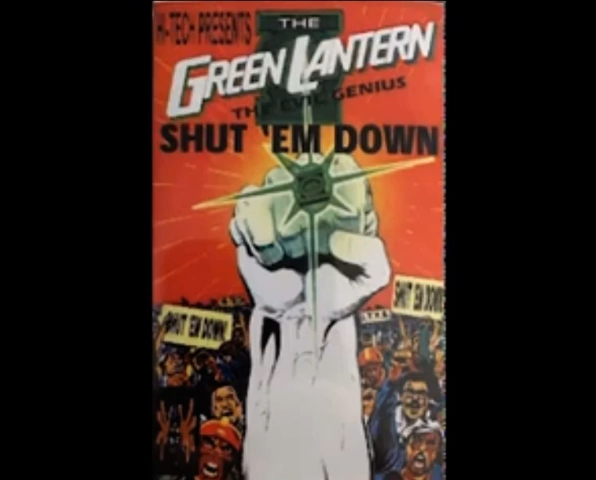 HI-TECH PRESENTS
THE
GREEN LANTERN
THE EVIL GENIUS
SHUT 'EM DOWN
SHUT 'EM DOWN
SHUT 'EM DOWN!